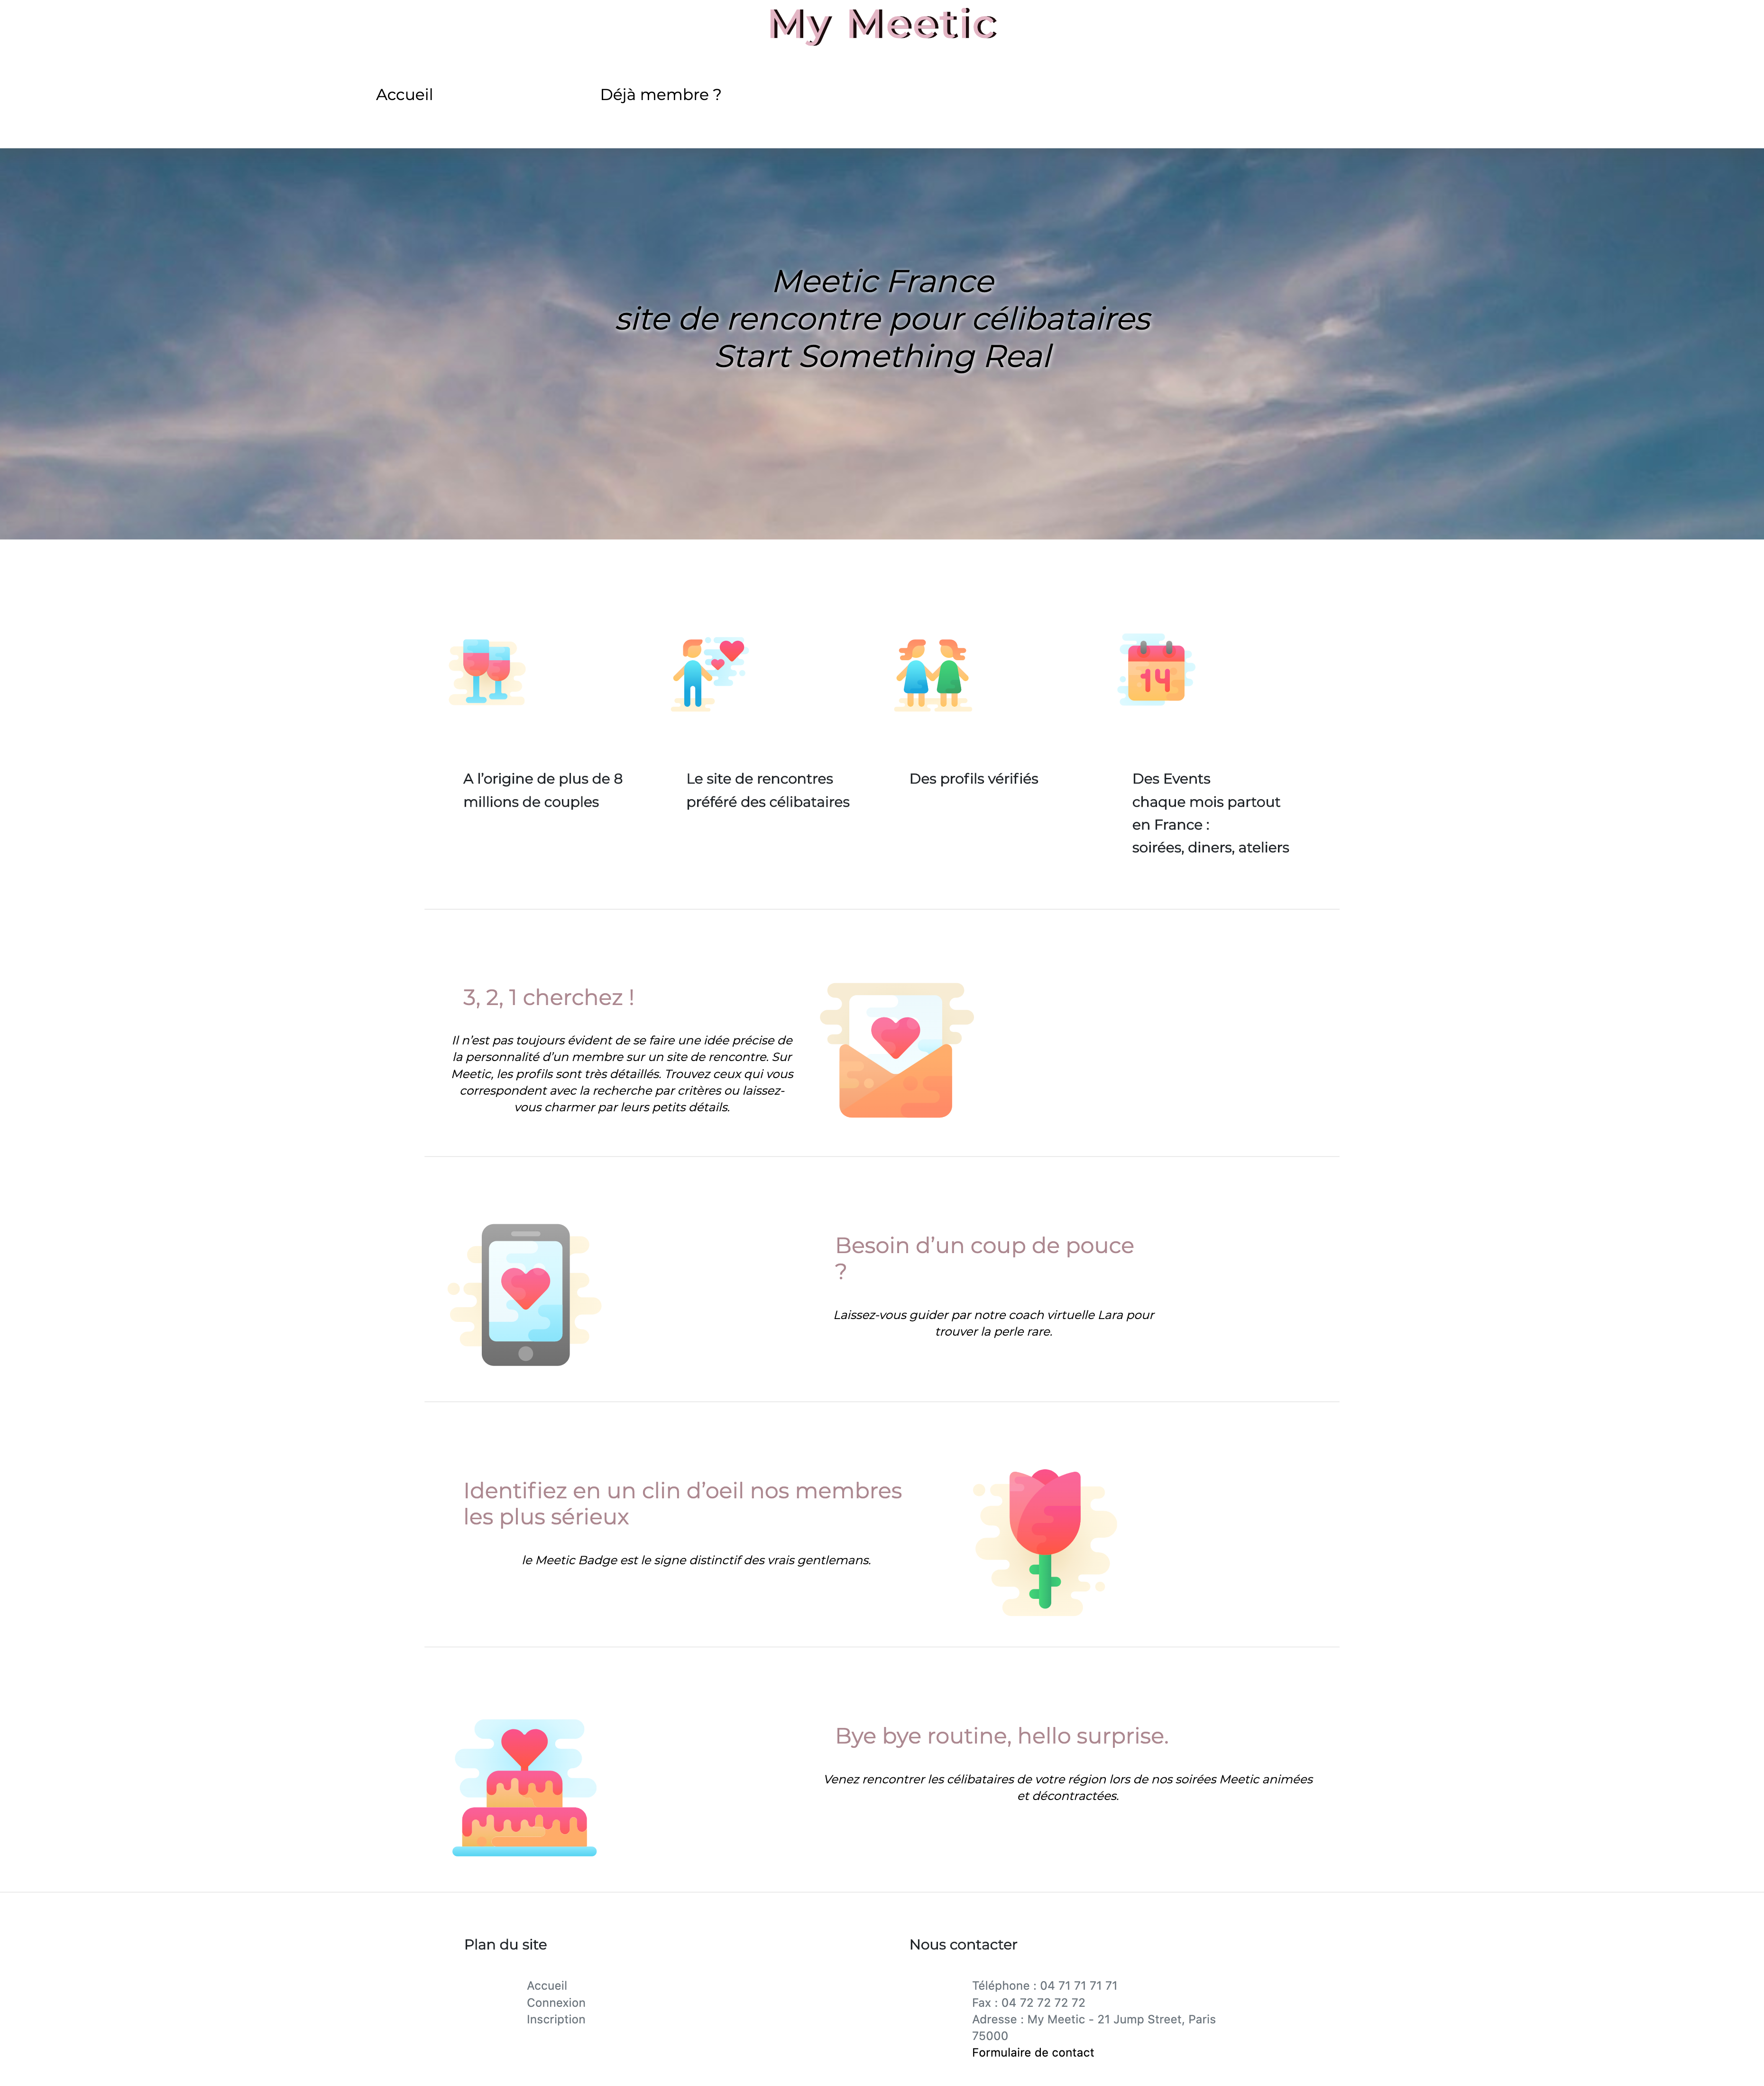 My Meetic
Accueil
Déjà membre ?
Meetic France
site de rencontre pour célibataires
Start Something Real
14
A l’origine de plus de 8
millions de couples
Le site de rencontres
préféré des célibataires
Des profils vérifiés
Des Events
chaque mois partout
en France :
soirées, diners, ateliers
3, 2, 1 cherchez !
Il n’est pas toujours évident de se faire une idée précise de
la personnalité d’un membre sur un site de rencontre. Sur
Meetic, les profils sont très détaillés. Trouvez ceux qui vous
correspondent avec la recherche par critères ou laissez-
vous charmer par leurs petits détails.
Besoin d’un coup de pouce
?
Laissez-vous guider par notre coach virtuelle Lara pour
trouver la perle rare.
Identifiez en un clin d’oeil nos membres
les plus sérieux
le Meetic Badge est le signe distinctif des vrais gentlemans.
Bye bye routine, hello surprise.
Venez rencontrer les célibataires de votre région lors de nos soirées Meetic animées
et décontractées.
Plan du site
Accueil
Connexion
Inscription
Nous contacter
Téléphone : 04 71 71 71 71
Fax : 04 72 72 72 72
Adresse : My Meetic - 21 Jump Street, Paris
75000
Formulaire de contact